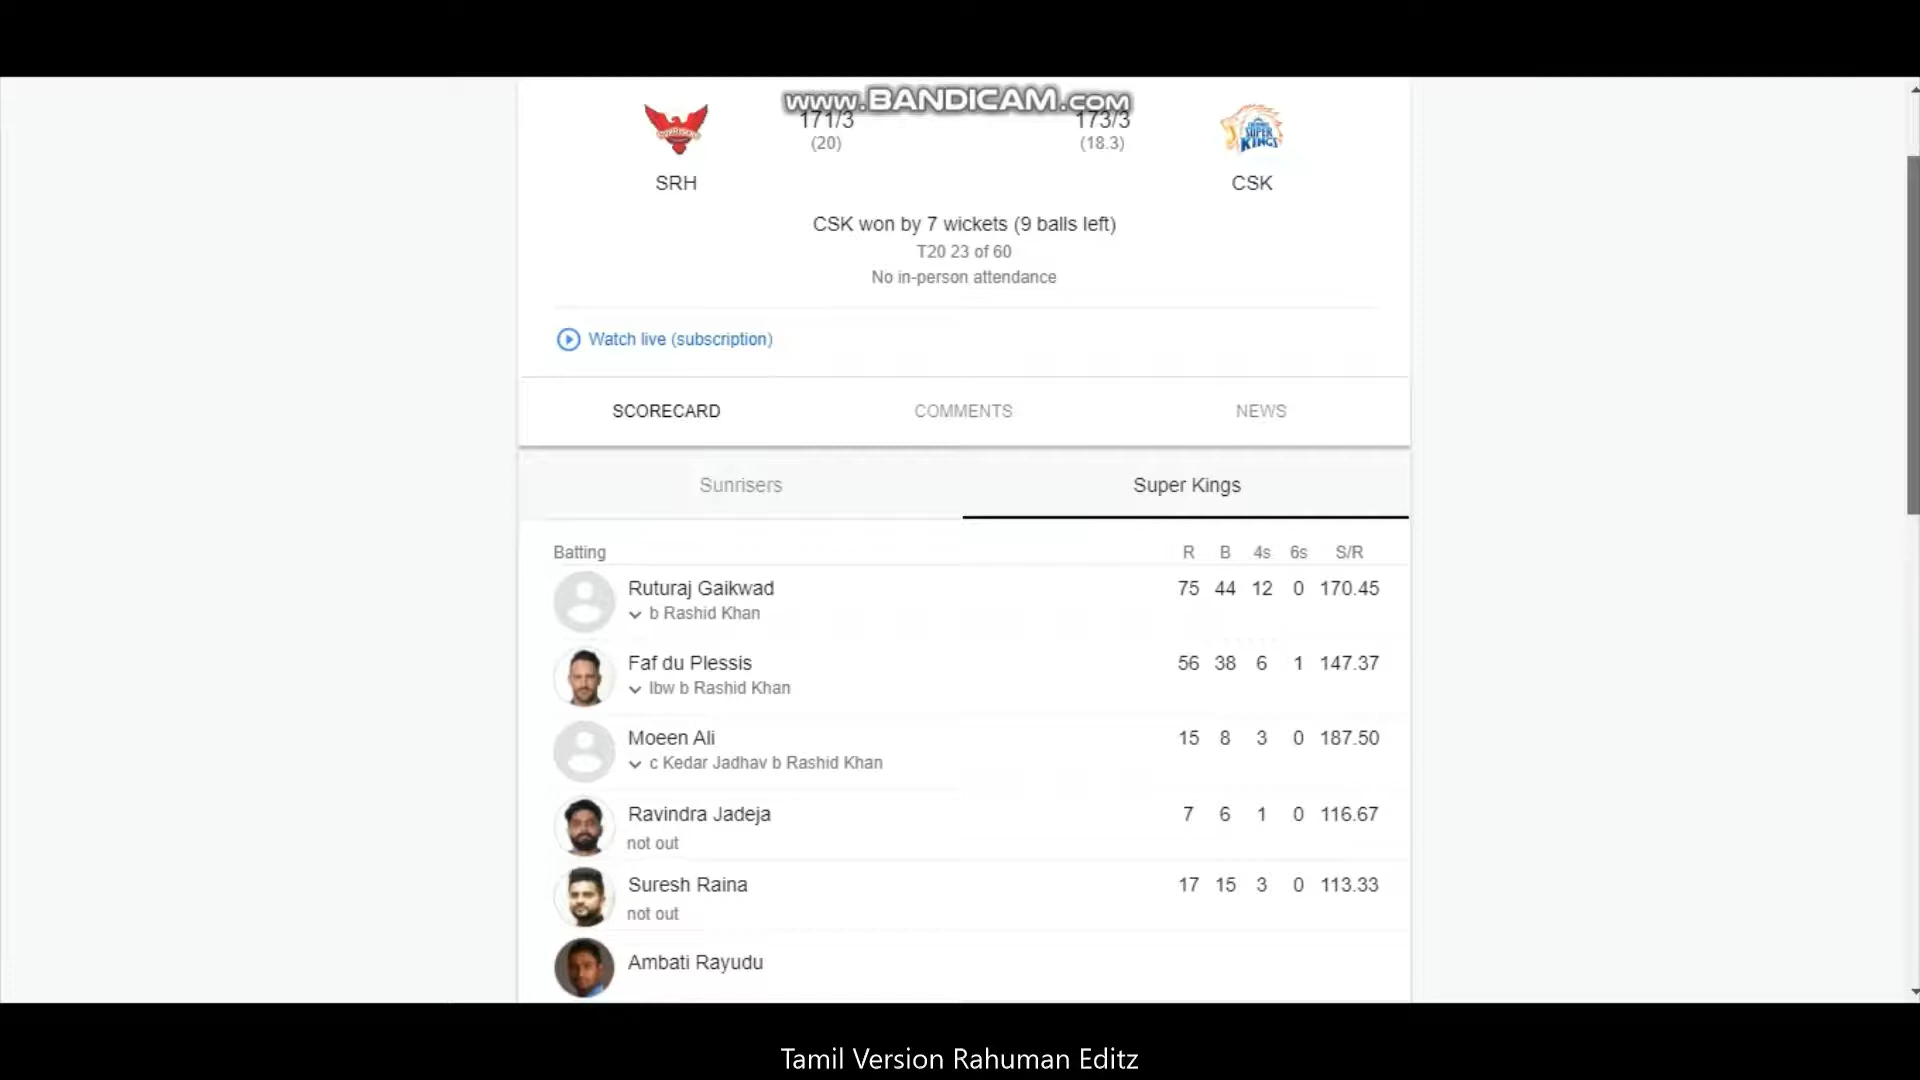 www.BANDICAM.com
171/3 173/3
(20) (18.3)
SUPER
KINGS
SRH CSK
CSK won by 7 wickets (9 balls left)
T20 23 of 60
No in-person attendance
Watch live (subscription)
SCORECARD COMMENTS NEWS
Sunrisers Super Kings
Batting R B 4s 6s S/R
Ruturaj Gaikwad 75 44 12 0 170.45
b Rashid Khan
Faf du Plessis 56 38 6 1 147.37
lbw b Rashid Khan
Moeen Ali 15 8 3 0 187.50
c Kedar Jadhav b Rashid Khan
Ravindra Jadeja 7 6 1 0 116.67
not out
Suresh Raina 17 15 3 0 113.33
not out
Ambati Rayudu
Tamil Version Rahuman Editz